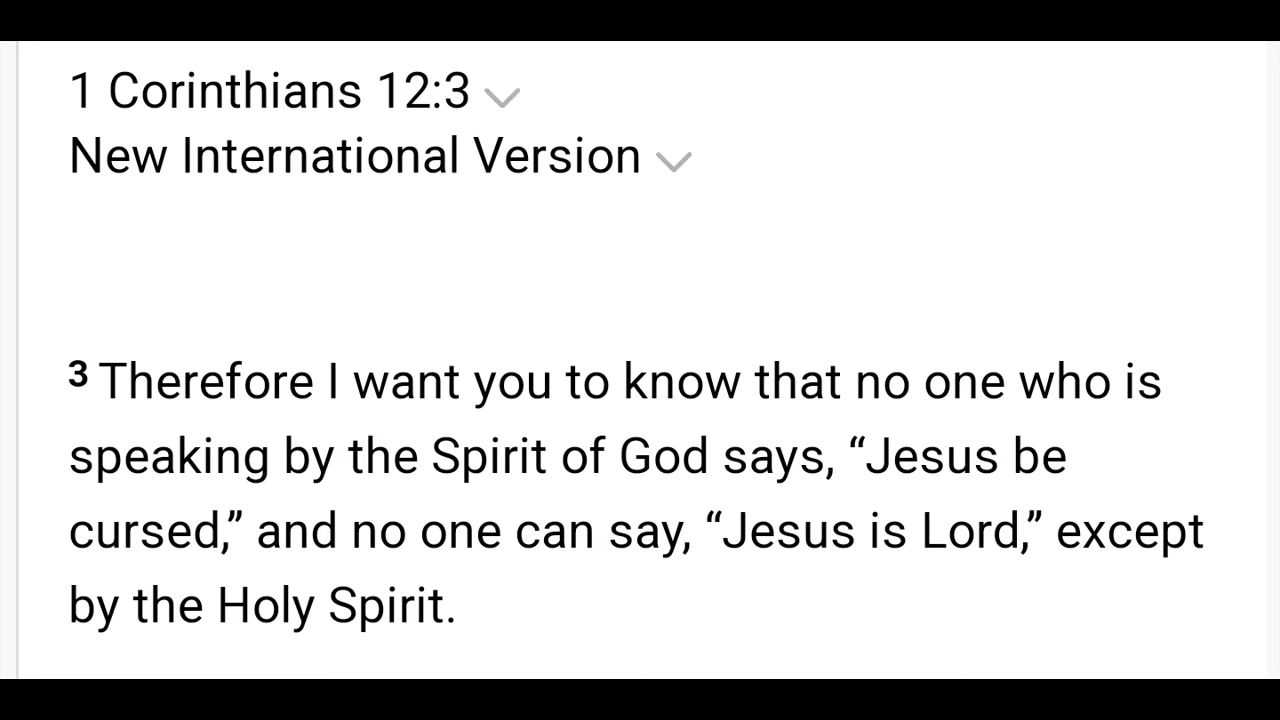 1 Corinthians 12:3
New International Version
3 Therefore I want you to know that no one who is
speaking by the Spirit of God says, “Jesus be
cursed,” and no one can say, “Jesus is Lord,” except
by the Holy Spirit.